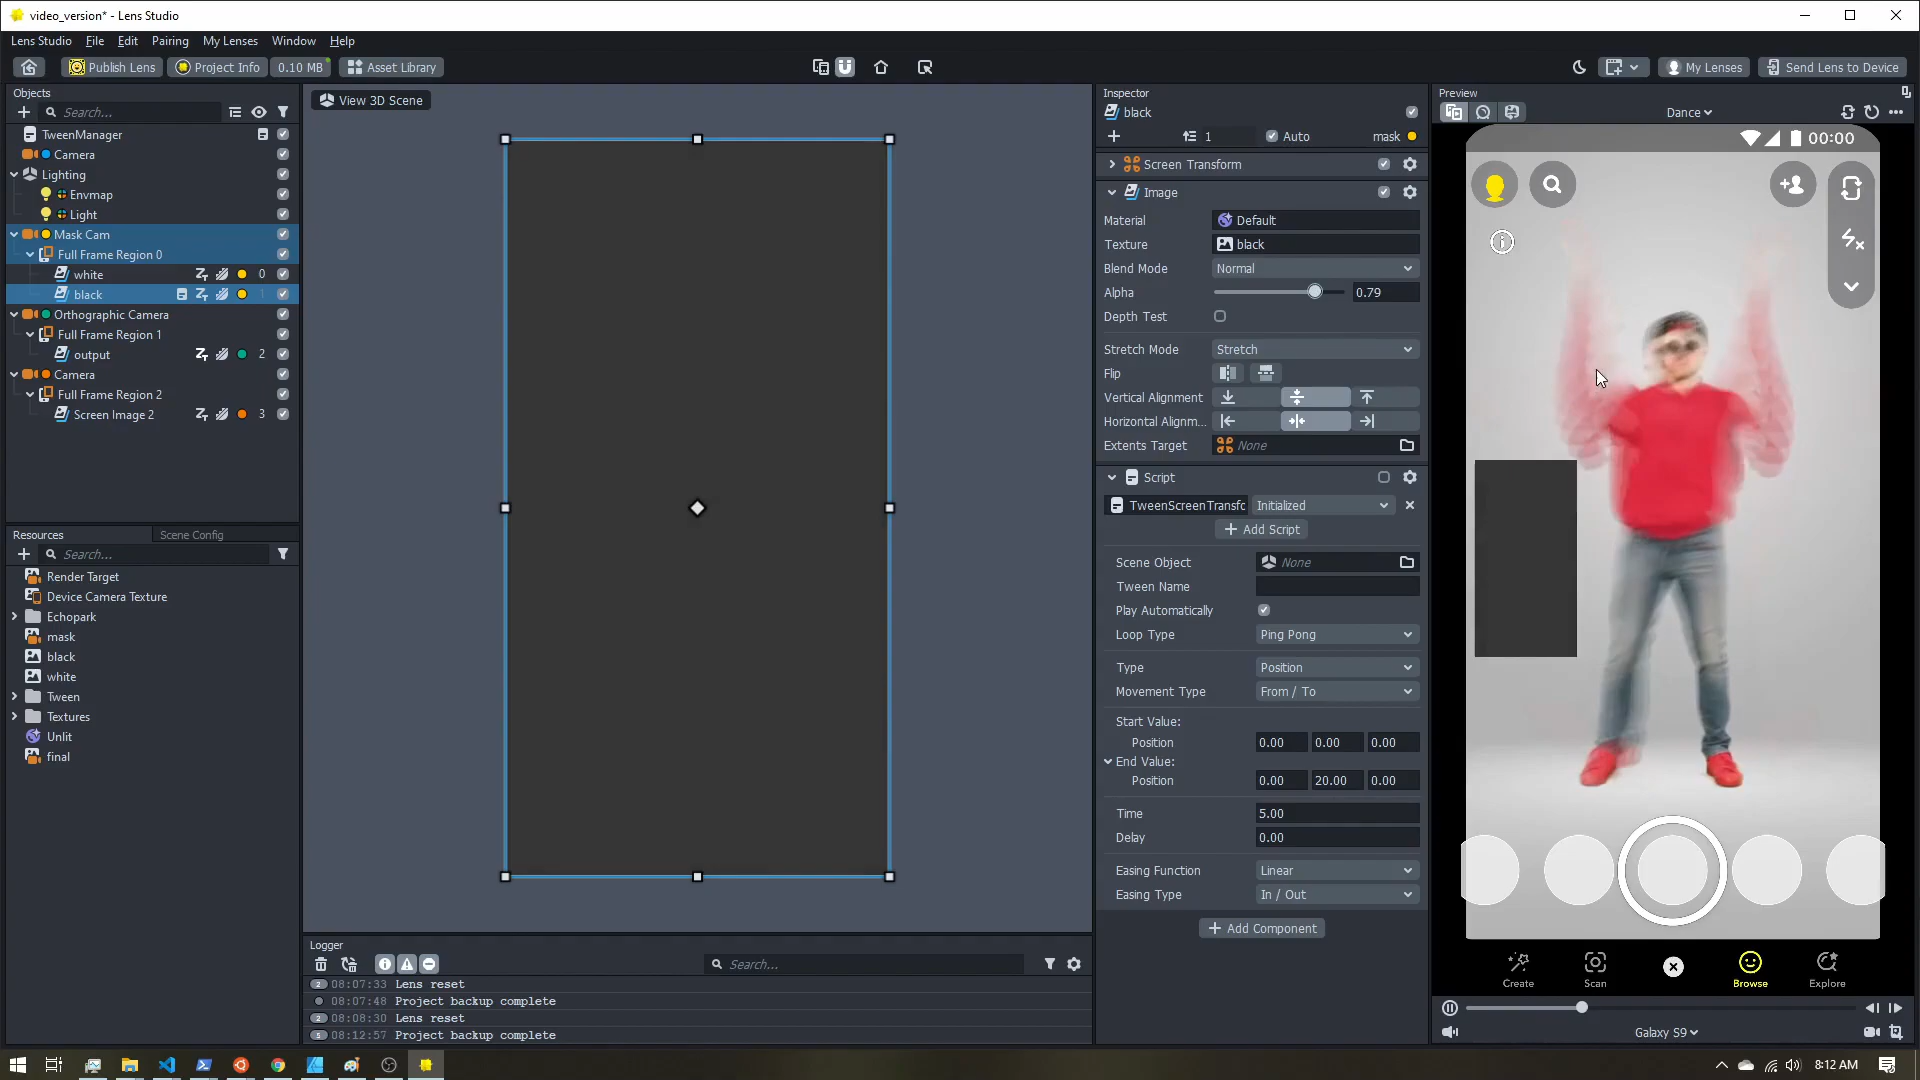 video_version* - Lens Studio
Lens Studio File Edit Pairing My Lenses Window Help
Publish Lens Project Info 0.10 MB Asset Library My Lenses Send Lens to Device
Objects
Search...
TweenManager
Camera
Lighting
Envmap
Light
Mask Cam
Full Frame Region 0
white 0
black 1
Orthographic Camera
Full Frame Region 1
output 2
Camera
Full Frame Region 2
Screen Image 2 3
Resources Scene Config
Search...
Render Target
Device Camera Texture
Echopark
mask
black
white
Tween
Textures
Unlit
final
View 3D Scene
Logger
Search...
2 08:07:33 Lens reset
08:07:48 Project backup complete
2 08:08:30 Lens reset
5 08:12:57 Project backup complete
Inspector
black
1 Auto mask
Screen Transform
Image
Material Default
Texture black
Blend Mode Normal
Alpha 0.79
Depth Test
Stretch Mode Stretch
Flip
Vertical Alignment
Horizontal Alignm...
Extents Target None
Script
TweenScreenTransfo Initialized
Add Script
Scene Object None
Tween Name
Play Automatically
Loop Type Ping Pong
Type Position
Movement Type From / To
Start Value:
Position 0.00 0.00 0.00
End Value:
Position 0.00 20.00 0.00
Time 5.00
Delay 0.00
Easing Function Linear
Easing Type In / Out
Add Component
Preview
Dance
00:00
Create Scan Browse Explore
Galaxy S9
8:12 AM